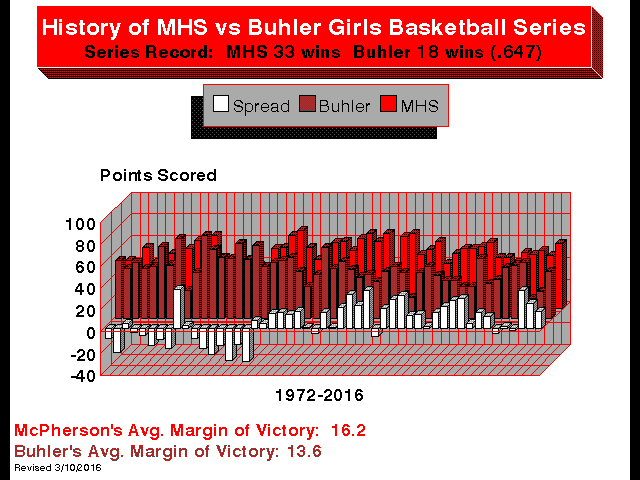 History of MHS vs Buhler Girls Basketball Series
Series Record: MHS 33 wins Buhler 18 wins (.647)
Spread Buhler MHS
Points Scored
100
80
60
40
20
0
-20
-40
1972-2016
McPherson's Avg. Margin of Victory: 16.2
Buhler's Avg. Margin of Victory: 13.6
Revised 3/10/2016